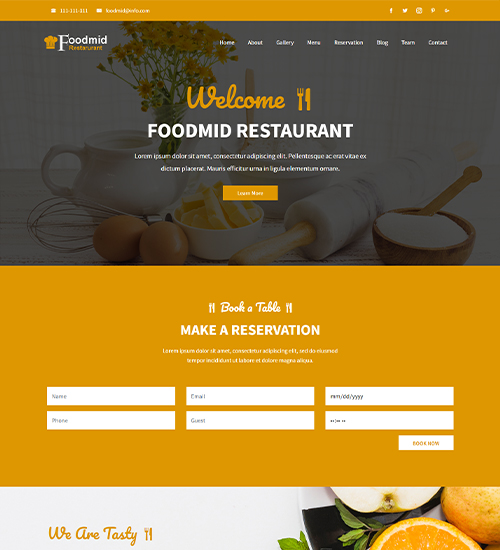 111-111-111 foodmid@info.com
Foodmid
Restaurant
Home About Gallery Menu Reservation Blog Team Contact
Welcome
FOODMID RESTAURANT
Lorem ipsum dolor sit amet, consectetur adipiscing elit. Pellentesque ac erat vitae ex
dictum placerat. Mauris efficitur urna in ligula elementum ornare.
Learn More
Book a Table
MAKE A RESERVATION
Lorem ipsum dolor sit amet, consectetur adipiscing elit, sed do eiusmod
tempor incididunt ut labore et dolore magna aliqua.
Name Email mm/dd/yyyy
Phone Guest --:-- --
BOOK NOW
We Are Tasty